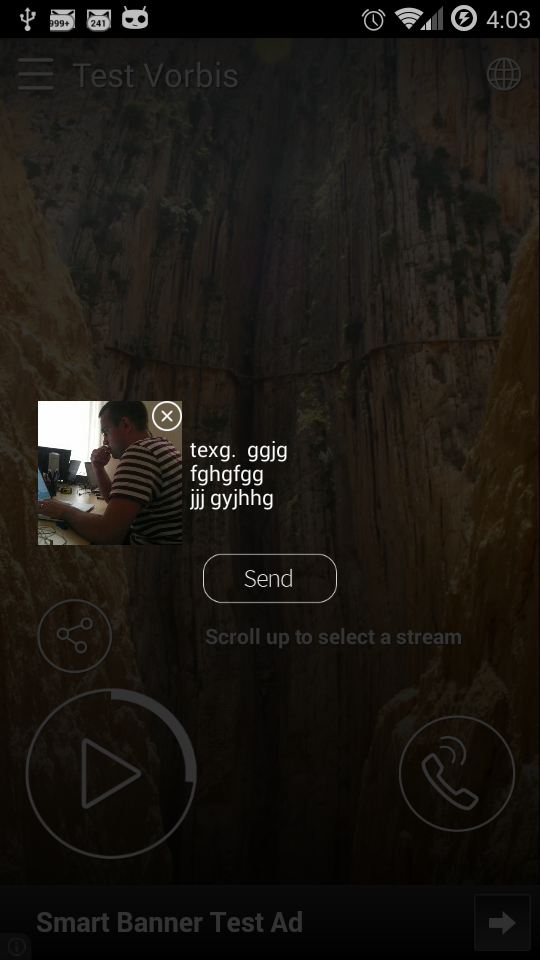 999+ 241 4:03
Test Vorbis
texg.  ggjg
fghgfgg
jjj gyjhhg
Send
Scroll up to select a stream
Smart Banner Test Ad